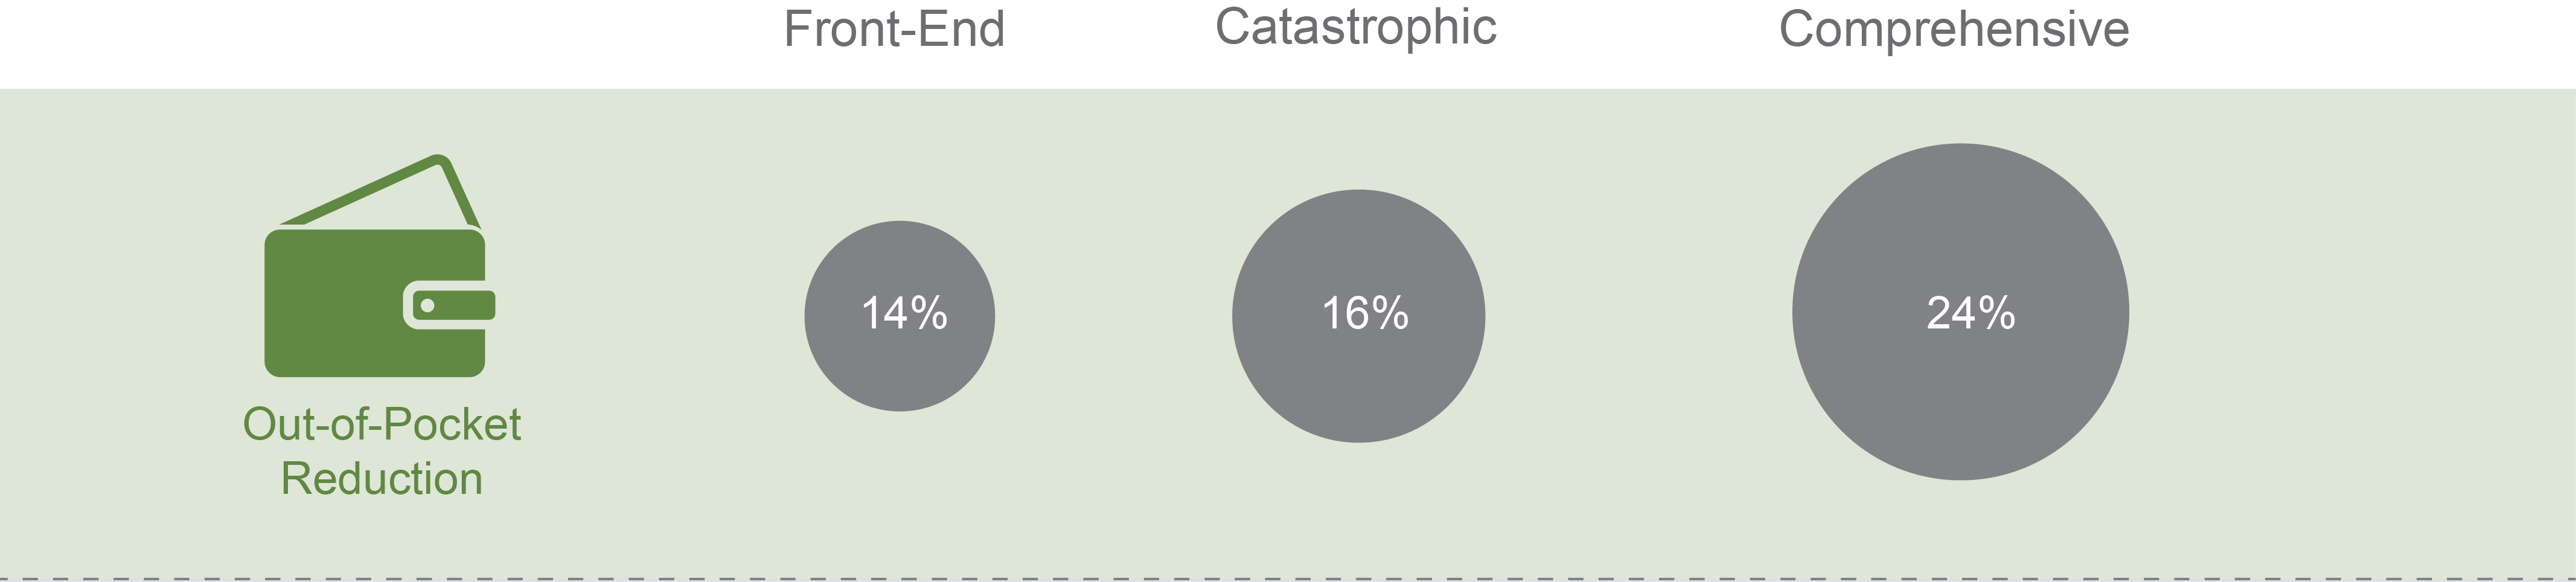 Front-End Catastrophic Comprehensive
14% 16% 24%
Out-of-Pocket
Reduction